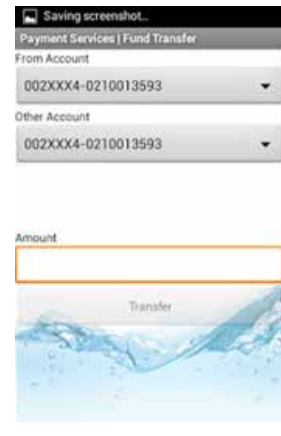 Saving screenshot...
Payment Services | Fund Transfer
From Account
002XXX4-0210013593
Other Account
002XXX4-0210013593
Amount
Transfer